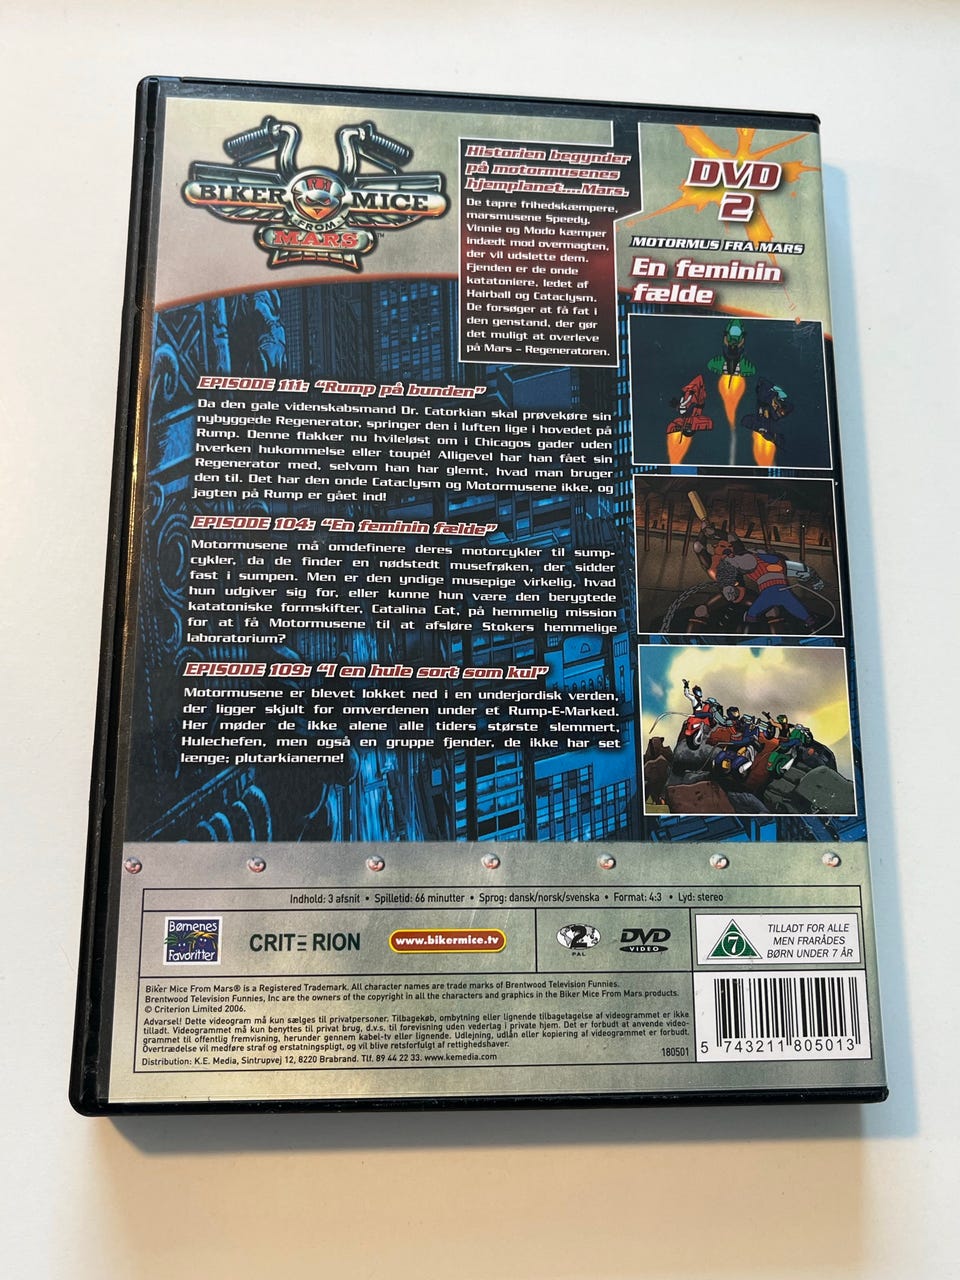 BIKER MICE
FROM
MARS
TM
Historien begynder
på motormusenes
hjemplanet....Mars.
De tapre frihedskæmpere,
marsmusene Speedy,
Vinnie og Modo kæmper
indædt mod overmagten,
der vil udslette dem.
Fjenden er de onde
katatoniere, ledet af
Hairball og Cataclysm.
De forsøger at få fat i
den genstand, der gør
det muligt at overleve
på Mars - Regeneratoren.
DVD
2
MOTORMUS FRA MARS
En feminin
fælde
EPISODE 111: "Rump på bunden"
Da den gale videnskabsmand Dr. Catorkian skal prøvekøre sin
nybyggede Regenerator, springer den i luften lige i hovedet på
Rump. Denne flakker nu hvileløst om i Chicagos gader uden
hverken hukommelse eller toupé! Alligevel har han fået sin
Regenerator med, selvom han har glemt, hvad man bruger
den til. Det har den onde Cataclysm og Motormusene ikke, og
jagten på Rump er gået ind!
EPISODE 104: "En feminin fælde"
Motormusene må omdefinere deres motorcykler til sump-
cykler, da de finder en nødstedt musefrøken, der sidder
fast i sumpen. Men er den yndige musepige virkelig, hvad
hun udgiver sig for, eller kunne hun være den berygtede
katatoniske formskifter, Catalina Cat, på hemmelig mission
for at få Motormusene til at afsløre Stokers hemmelige
laboratorium?
EPISODE 109: "I en hule sort som kul"
Motormusene er blevet lokket ned i en underjordisk verden,
der ligger skjult for omverdenen under et Rump-E-Marked.
Her møder de ikke alene alle tiders største slemmert,
Hulechefen, men også en gruppe fjender, de ikke har set
længe; plutarkianerne!
Indhold: 3 afsnit • Spilletid: 66 minutter • Sprog: dansk/norsk/svenska • Format: 4:3 • Lyd: stereo
Børnenes
Favoritter
CRITERION
www.bikermice.tv
2
PAL
DVD
VIDEO
7
TILLADT FOR ALLE
MEN FRARÅDES
BØRN UNDER 7 ÅR
Biker Mice From Mars® is a Registered Trademark. All character names are trade marks of Brentwood Television Funnies.
Brentwood Television Funnies, Inc are the owners of the copyright in all the characters and graphics in the Biker Mice From Mars products.
© Criterion Limited 2006.
Advarsel! Dette videogram må kun sælges til privatpersoner. Tilbagekøb, ombytning eller lignende tilbagetagelse af videogrammet er ikke
tilladt. Videogrammet må kun benyttes til privat brug, d.v.s. til forevisning uden vederlag i private hjem. Det er forbudt at anvende video-
grammet til offentlig fremvisning, herunder gennem kabel-tv eller lignende. Udlejning, udlån eller kopiering af videogrammet er forbudt.
Overtrædelse vil medføre straf og erstatningspligt, og vil blive retsforfulgt af rettighedshaver.
Distribution: K.E. Media, Sintrupvej 12, 8220 Brabrand. Tlf. 89 44 22 33. www.kemedia.com
180501
5 743211 805013